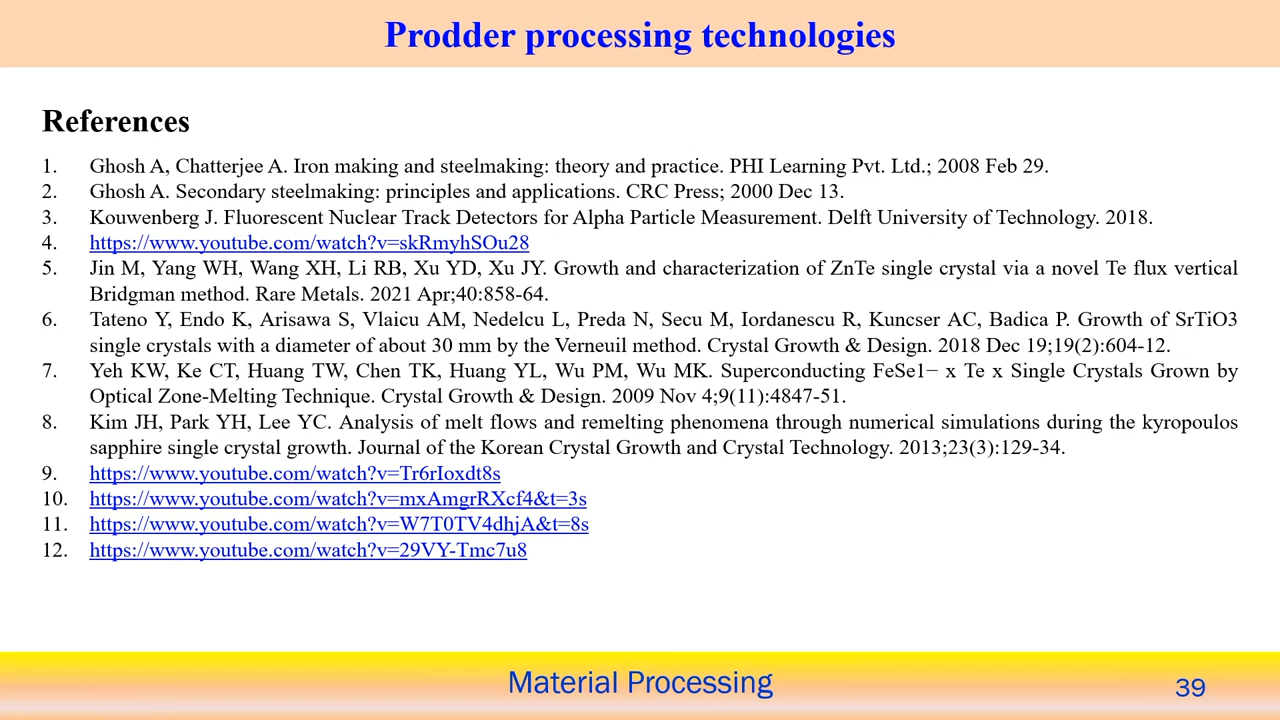 Prodder processing technologies
References
1. Ghosh A, Chatterjee A. Iron making and steelmaking: theory and practice. PHI Learning Pvt. Ltd.; 2008 Feb 29.
2. Ghosh A. Secondary steelmaking: principles and applications. CRC Press; 2000 Dec 13.
3. Kouwenberg J. Fluorescent Nuclear Track Detectors for Alpha Particle Measurement. Delft University of Technology. 2018.
4. https://www.youtube.com/watch?v=skRmyhSOu28
5. Jin M, Yang WH, Wang XH, Li RB, Xu YD, Xu JY. Growth and characterization of ZnTe single crystal via a novel Te flux vertical
Bridgman method. Rare Metals. 2021 Apr;40:858-64.
6. Tateno Y, Endo K, Arisawa S, Vlaicu AM, Nedelcu L, Preda N, Secu M, Iordanescu R, Kuncser AC, Badica P. Growth of SrTiO3
single crystals with a diameter of about 30 mm by the Verneuil method. Crystal Growth & Design. 2018 Dec 19;19(2):604-12.
7. Yeh KW, Ke CT, Huang TW, Chen TK, Huang YL, Wu PM, Wu MK. Superconducting FeSe1− x Te x Single Crystals Grown by
Optical Zone-Melting Technique. Crystal Growth & Design. 2009 Nov 4;9(11):4847-51.
8. Kim JH, Park YH, Lee YC. Analysis of melt flows and remelting phenomena through numerical simulations during the kyropoulos
sapphire single crystal growth. Journal of the Korean Crystal Growth and Crystal Technology. 2013;23(3):129-34.
9. https://www.youtube.com/watch?v=Tr6rIoxdt8s
10. https://www.youtube.com/watch?v=mxAmgrRXcf4&t=3s
11. https://www.youtube.com/watch?v=W7T0TV4dhjA&t=8s
12. https://www.youtube.com/watch?v=29VY-Tmc7u8
Material Processing
39